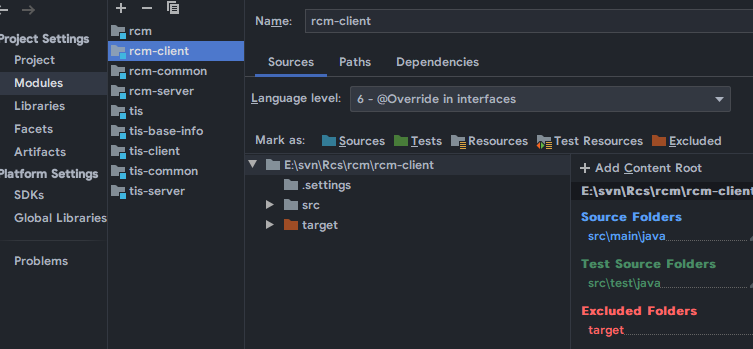 Project Settings
Project
Modules
Libraries
Facets
Artifacts
Platform Settings
SDKs
Global Libraries
Problems
rcm
rcm-client
rcm-common
rcm-server
tis
tis-base-info
tis-client
tis-common
tis-server
Name: rcm-client
Sources Paths Dependencies
Language level: 6 - @Override in interfaces
Mark as: Sources Tests Resources Test Resources Excluded
E:\svn\Rcs\rcm\rcm-client
.settings
src
target
+ Add Content Root
E:\svn\Rcs\rcm\rcm-client
Source Folders
src\main\java
Test Source Folders
src\test\java
Excluded Folders
target